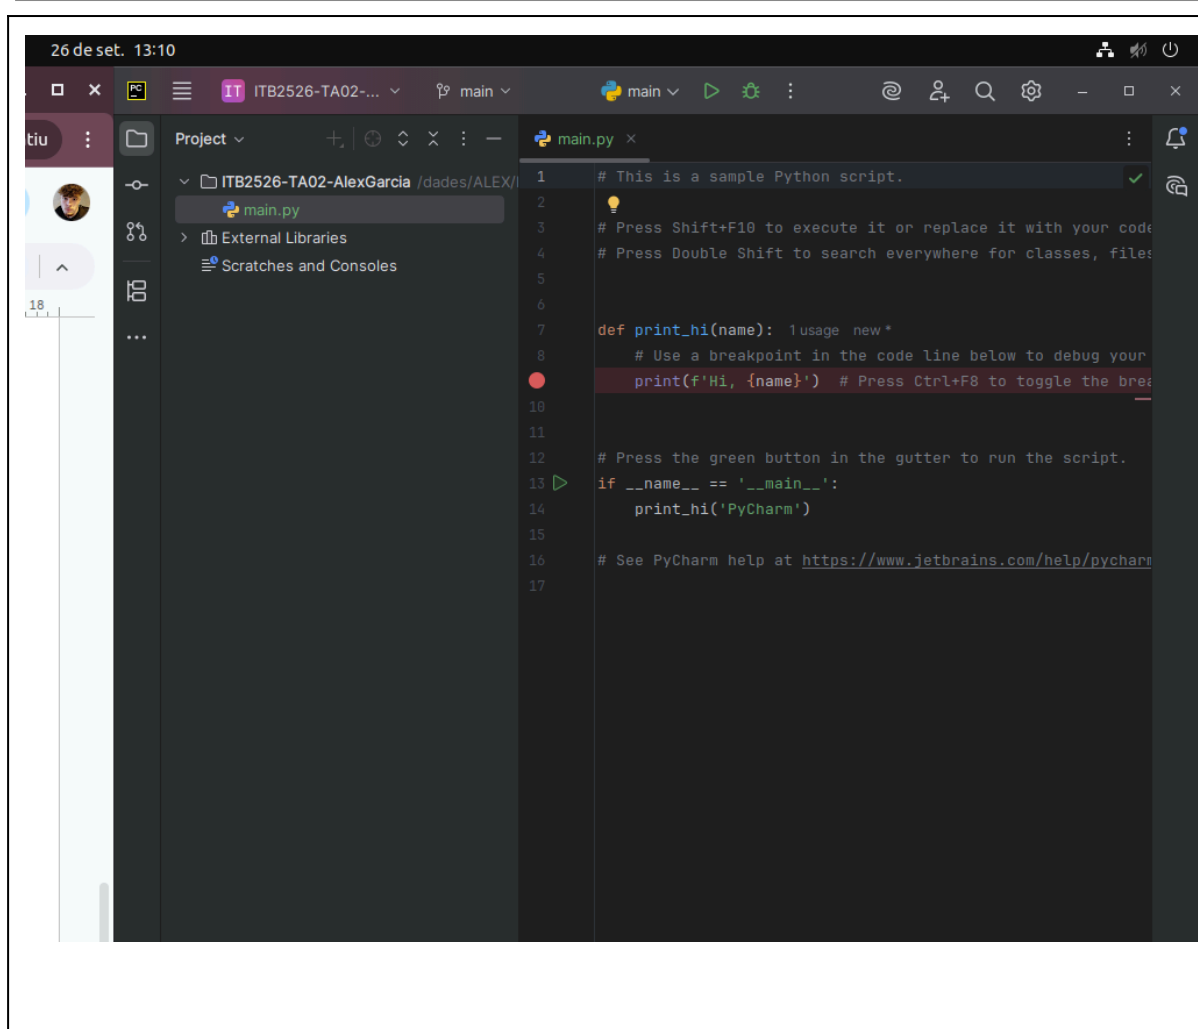 26 de set. 13:10
PC
IT ITB2526-TA02-... main main
tiu
Project
main.py
ITB2526-TA02-AlexGarcia /dades/ALEX/
main.py
External Libraries
Scratches and Consoles
18
1 # This is a sample Python script.
2
3 # Press Shift+F10 to execute it or replace it with your code
4 # Press Double Shift to search everywhere for classes, files
5
6
7 def print_hi(name): 1 usage new *
8 # Use a breakpoint in the code line below to debug your
print(f'Hi, {name}') # Press Ctrl+F8 to toggle the brea
10
11
12 # Press the green button in the gutter to run the script.
13 if __name__ == '__main__':
14 print_hi('PyCharm')
15
16 # See PyCharm help at https://www.jetbrains.com/help/pycharm
17